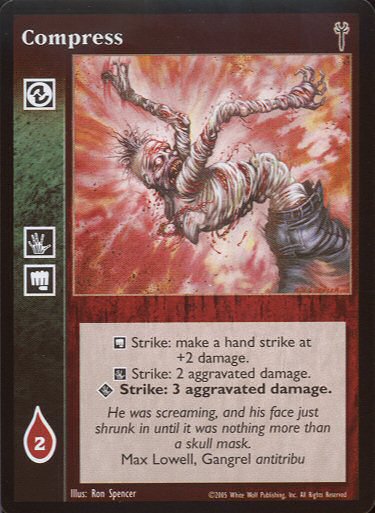 Compress
Strike: make a hand strike at
+2 damage.
Strike: 2 aggravated damage.
Strike: 3 aggravated damage.
He was screaming, and his face just
shrunk in until it was nothing more than
a skull mask.
Max Lowell, Gangrel antitribu
2
Illus: Ron Spencer
©2005 White Wolf Publishing, Inc. All Rights Reserved